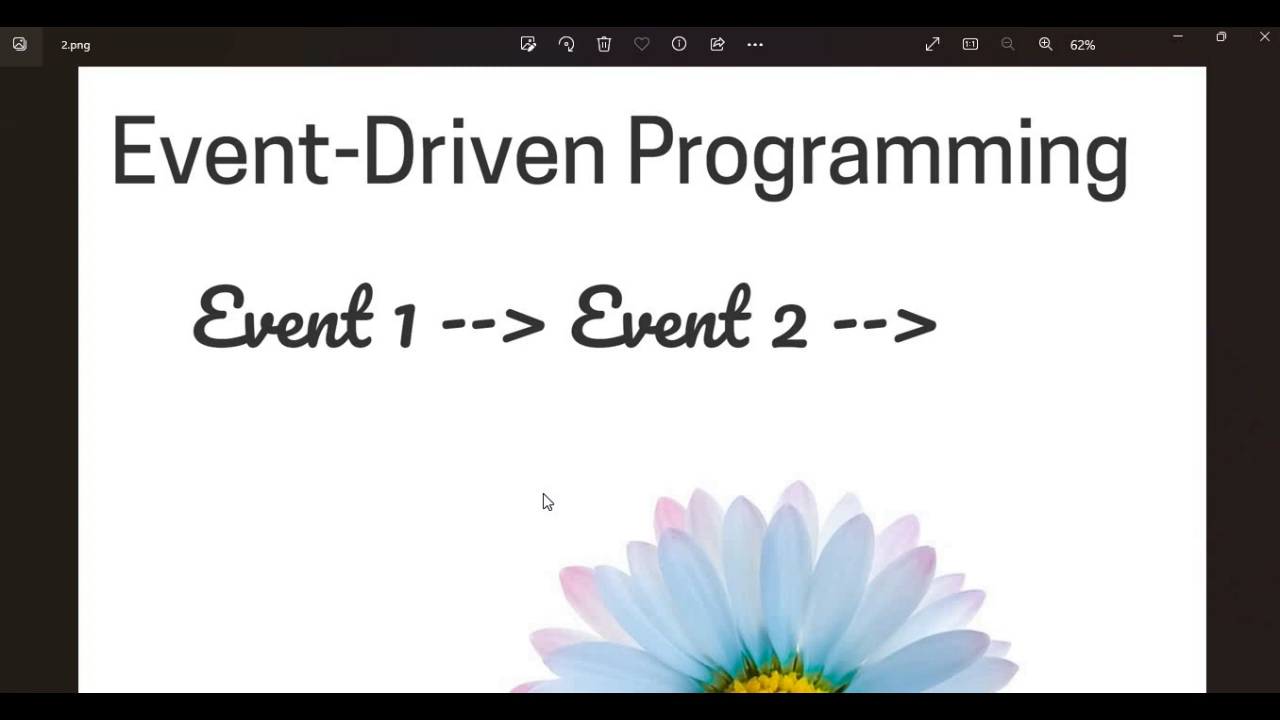 2.png
62%
Event-Driven Programming
Event 1 --> Event 2 -->